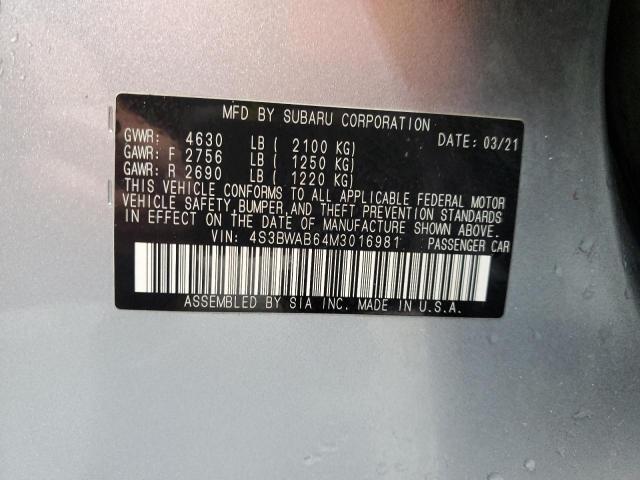 MFD BY SUBARU CORPORATION
GVWR: 4630 LB ( 2100 KG) DATE: 03/21
GAWR: F 2756 LB ( 1250 KG)
GAWR: R 2690 LB ( 1220 KG)
THIS VEHICLE CONFORMS TO ALL APPLICABLE FEDERAL MOTOR
VEHICLE SAFETY, BUMPER, AND THEFT PREVENTION STANDARDS
IN EFFECT ON THE DATE OF MANUFACTURE SHOWN ABOVE.
VIN: 4S3BWAB64M3016981 PASSENGER CAR
ASSEMBLED BY SIA INC. MADE IN U.S.A.